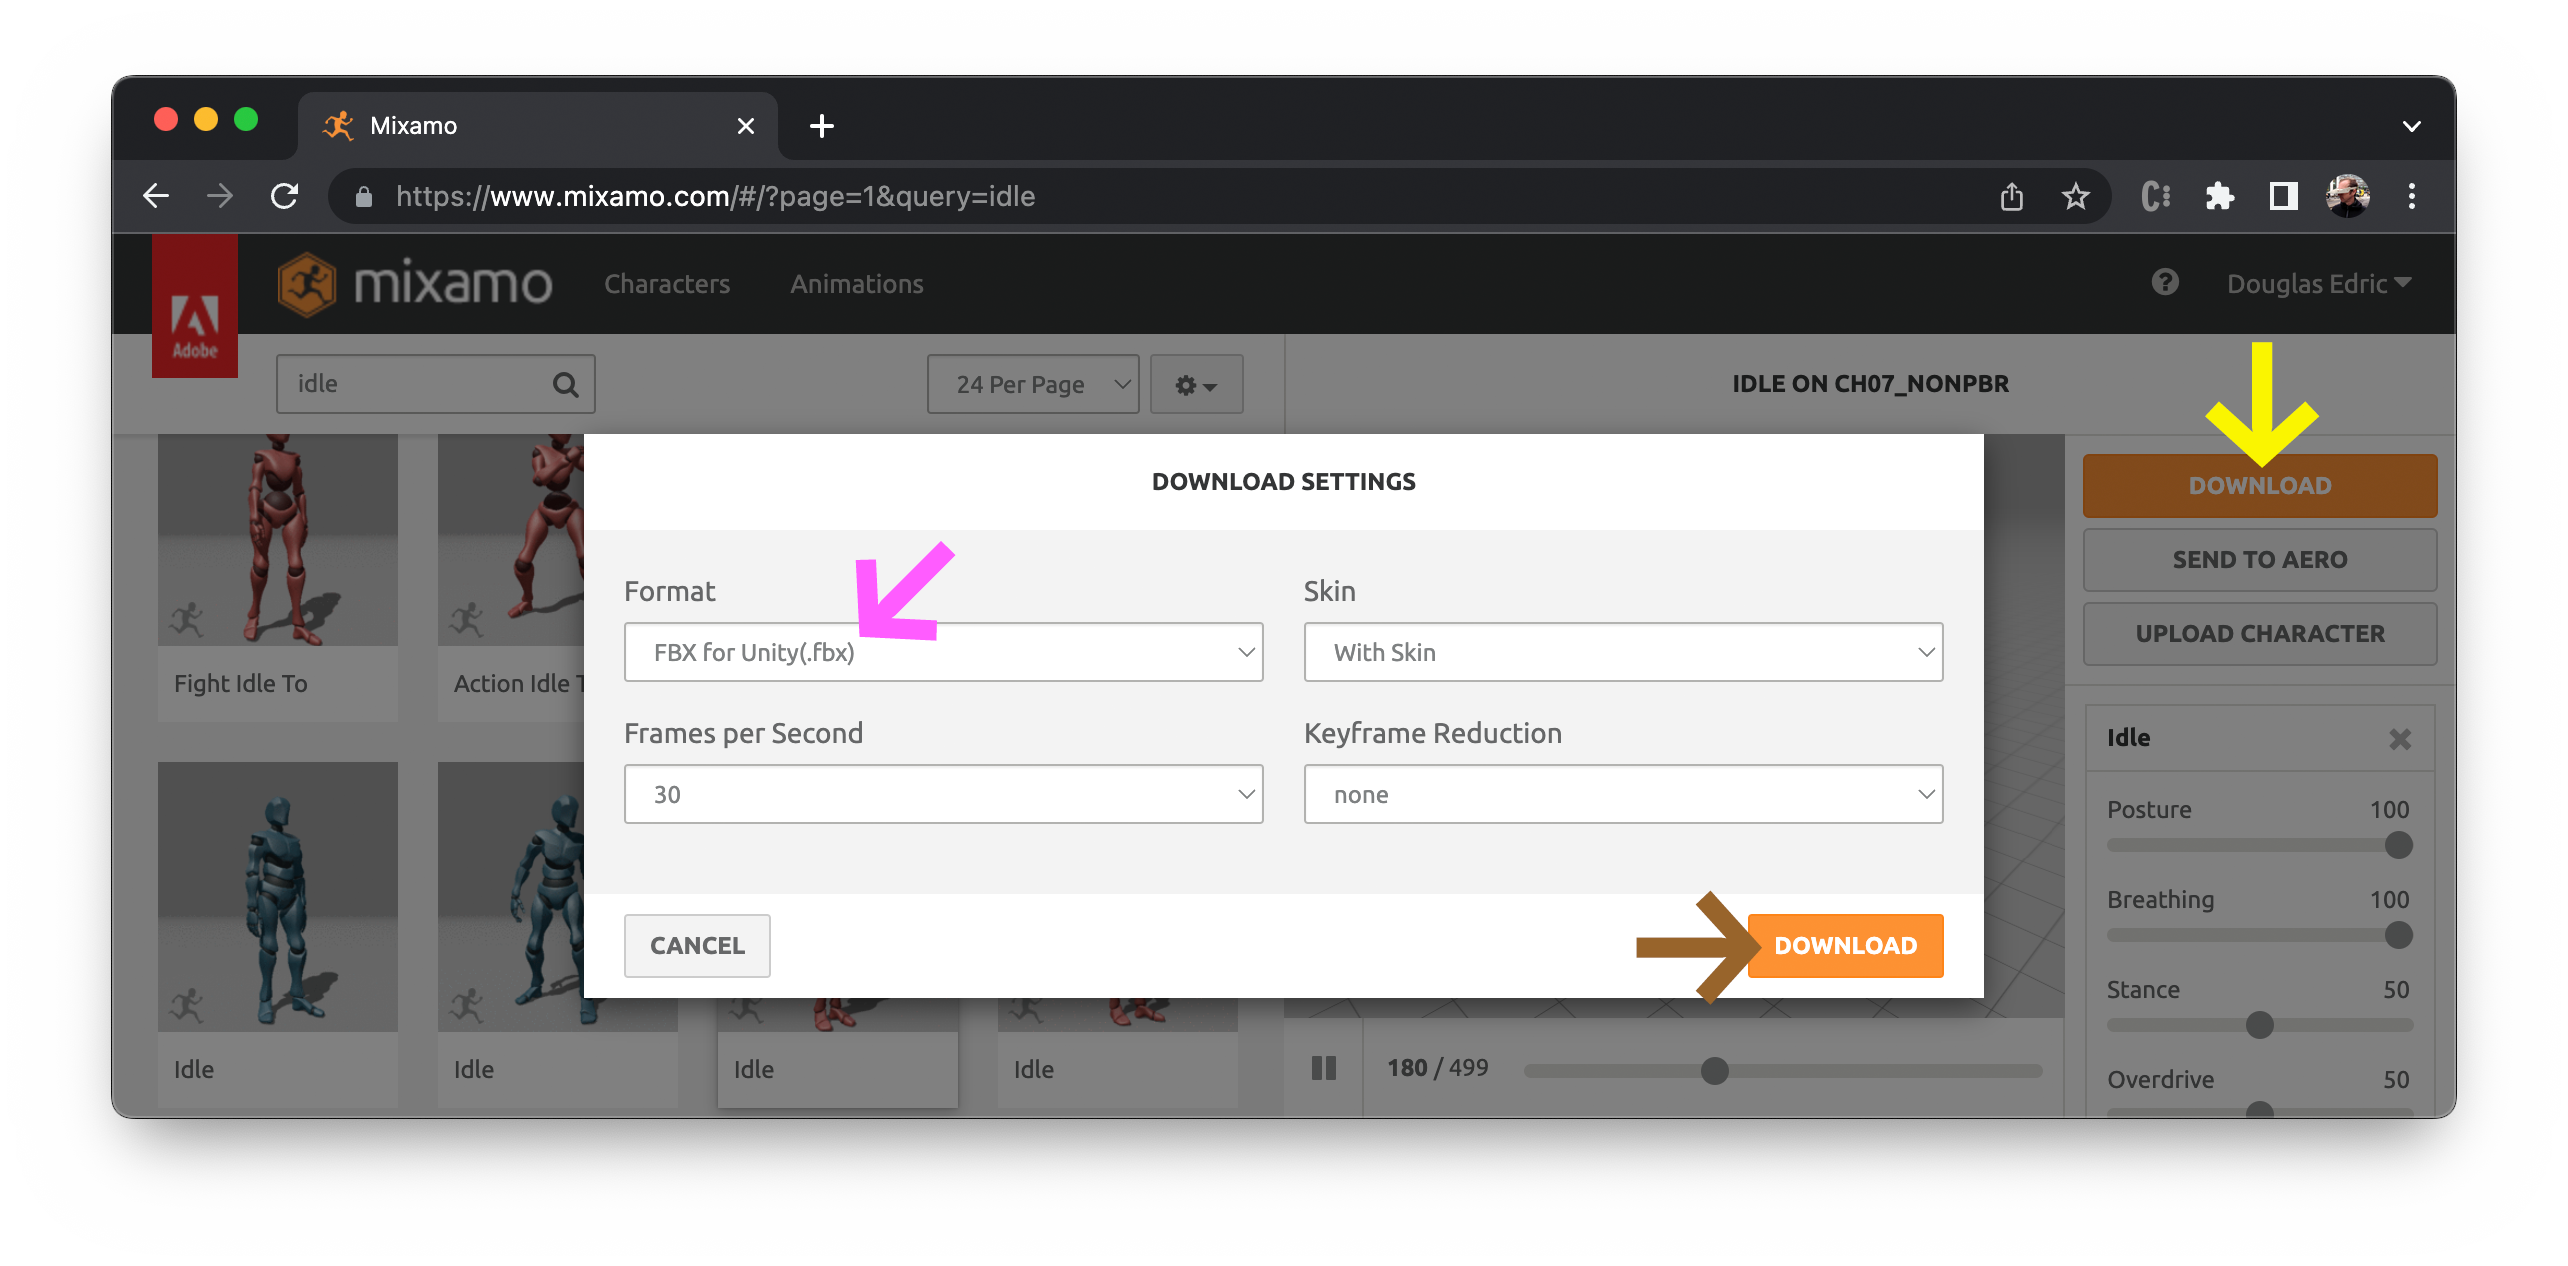 Mixamo
https://www.mixamo.com/#/?page=1&query=idle
Adobe
mixamo
Characters
Animations
Douglas Edric
idle
24 Per Page
IDLE ON CH07_NONPBR
DOWNLOAD SETTINGS
Format
Skin
FBX for Unity(.fbx)
With Skin
Frames per Second
Keyframe Reduction
30
none
CANCEL
DOWNLOAD
DOWNLOAD
SEND TO AERO
UPLOAD CHARACTER
Idle
Posture 100
Breathing 100
Stance 50
Overdrive 50
Fight Idle To
Action Idle T
Idle
Idle
Idle
Idle
180 / 499